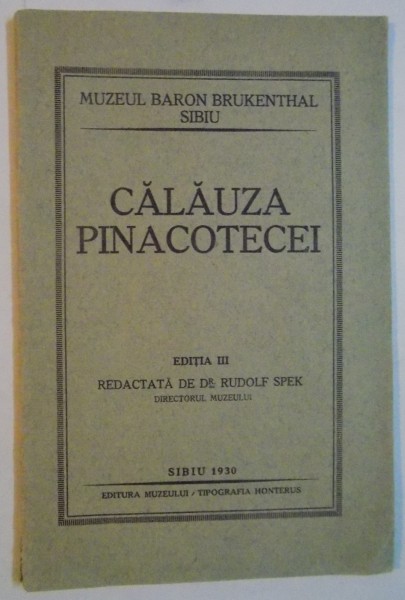 MUZEUL BARON BRUKENTHAL
SIBIU
CĂLĂUZA
PINACOTECEI
EDIȚIA III
REDACTATĂ DE DR. RUDOLF SPEK
DIRECTORUL MUZEULUI
SIBIU 1930
EDITURA MUZEULUI / TIPOGRAFIA HONTERUS